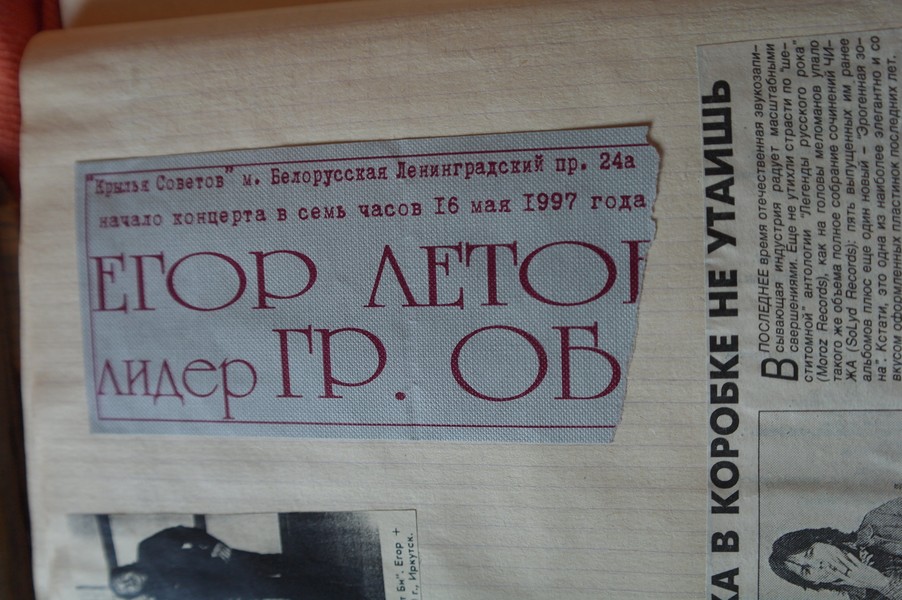 "Крылья Советов" м. Белорусская Ленинградский пр. 24а
начало концерта в семь часов 16 мая 1997 года
ЕГОР ЛЕТОВ
лидер ГР. ОБ
т Бм", Егор +
г., Иркутск.
КА В КОРОБКЕ НЕ УТАИШЬ
В ПОСЛЕДНЕЕ время отечественная звукозапи-
сывающая индустрия радует масштабными
свершениями. Еще не утихли страсти по "ше-
ститомной" антологии "Легенды русского рока"
(Moroz Records), как на головы меломанов упало
такого же объема полное собрание сочинений ЧИ-
ЖА (SoLyd Records): пять выпущенных им ранее
альбомов плюс еще один новый - "Эрогенная зо-
на". Кстати, это одна из наиболее элегантно и со
вкусом оформленных пластинок последних лет,